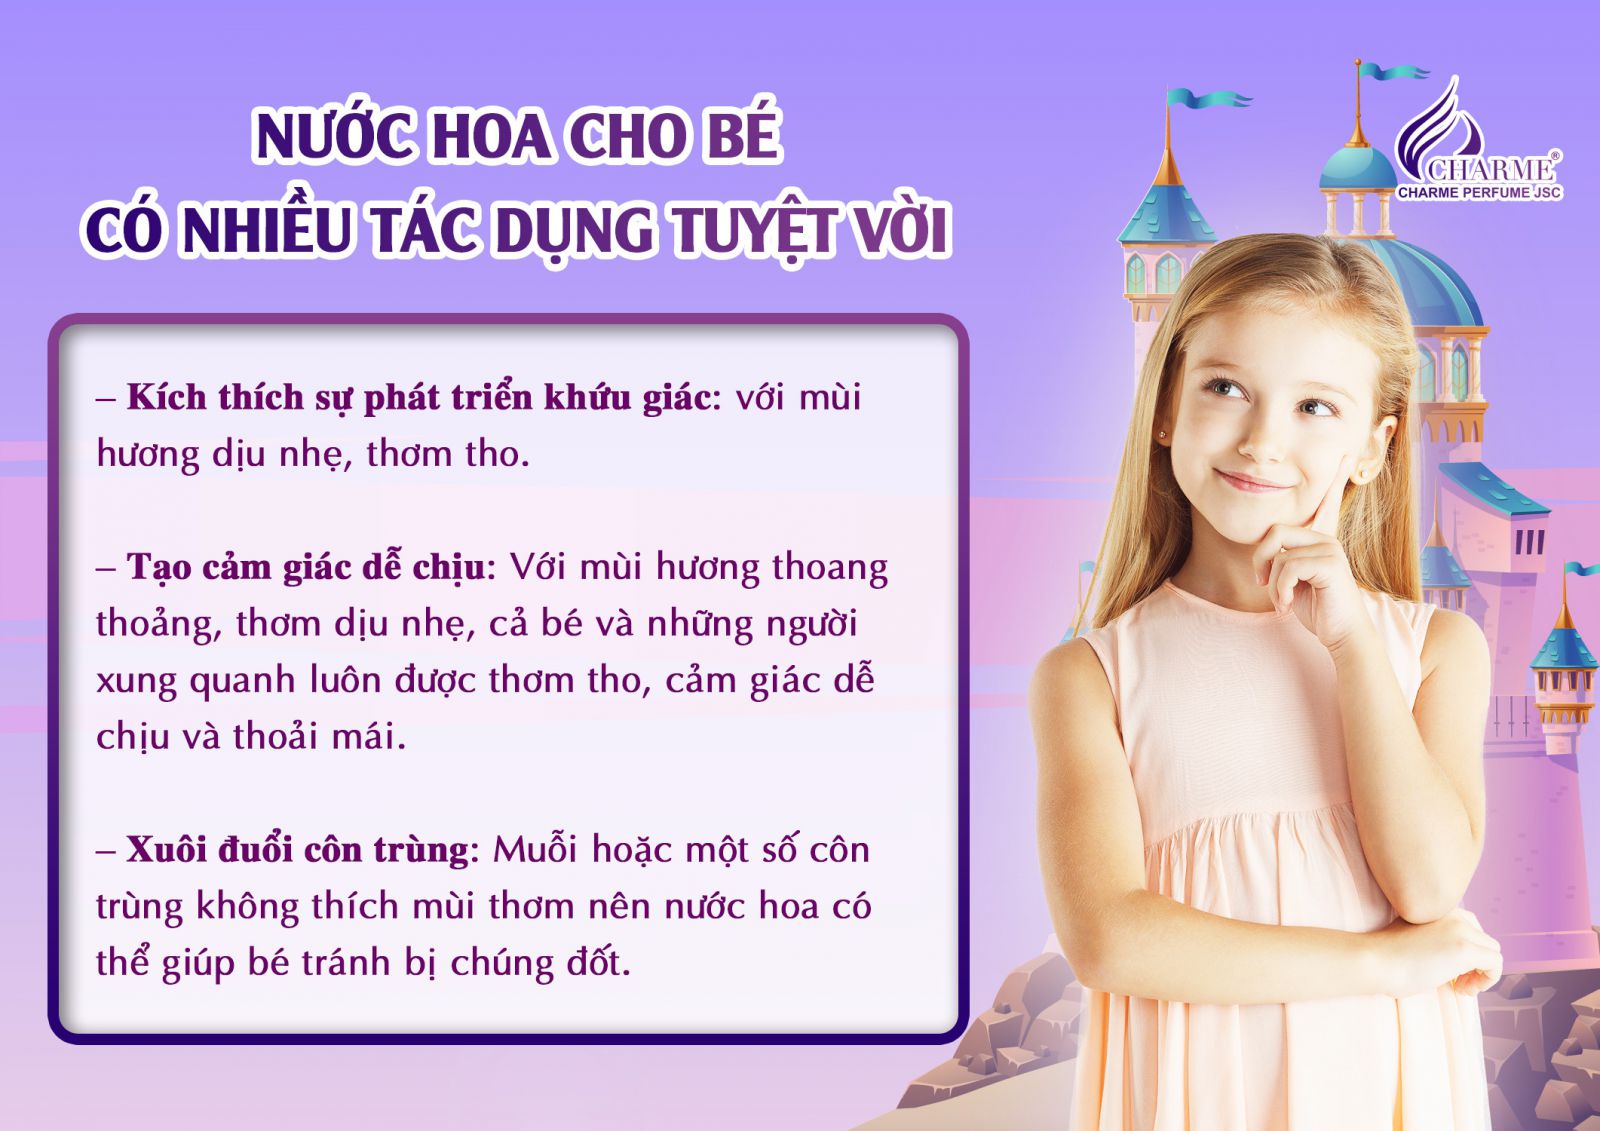 NƯỚC HOA CHO BÉ
CÓ NHIỀU TÁC DỤNG TUYỆT VỜI
CHARME®
CHARME PERFUME JSC
– Kích thích sự phát triển khứu giác: với mùi
hương dịu nhẹ, thơm tho.
– Tạo cảm giác dễ chịu: Với mùi hương thoang
thoảng, thơm dịu nhẹ, cả bé và những người
xung quanh luôn được thơm tho, cảm giác dễ
chịu và thoải mái.
– Xuôi đuổi côn trùng: Muỗi hoặc một số côn
trùng không thích mùi thơm nên nước hoa có
thể giúp bé tránh bị chúng đốt.